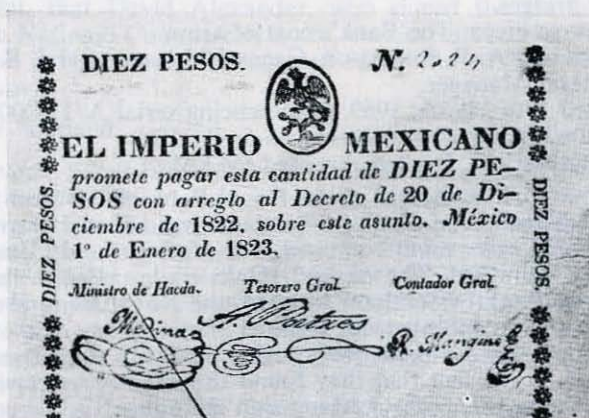 DIEZ PESOS. N. 2024
EL IMPERIO MEXICANO
promete pagar esta cantidad de DIEZ PE-
SOS con arreglo al Decreto de 20 de Di-
ciembre de 1822, sobre este asunto. México
1º de Enero de 1823.
DIEZ PESOS.
DIEZ PESOS.
Ministro de Hacda. Tesorero Gral. Contador Gral
Medina R. Mangino